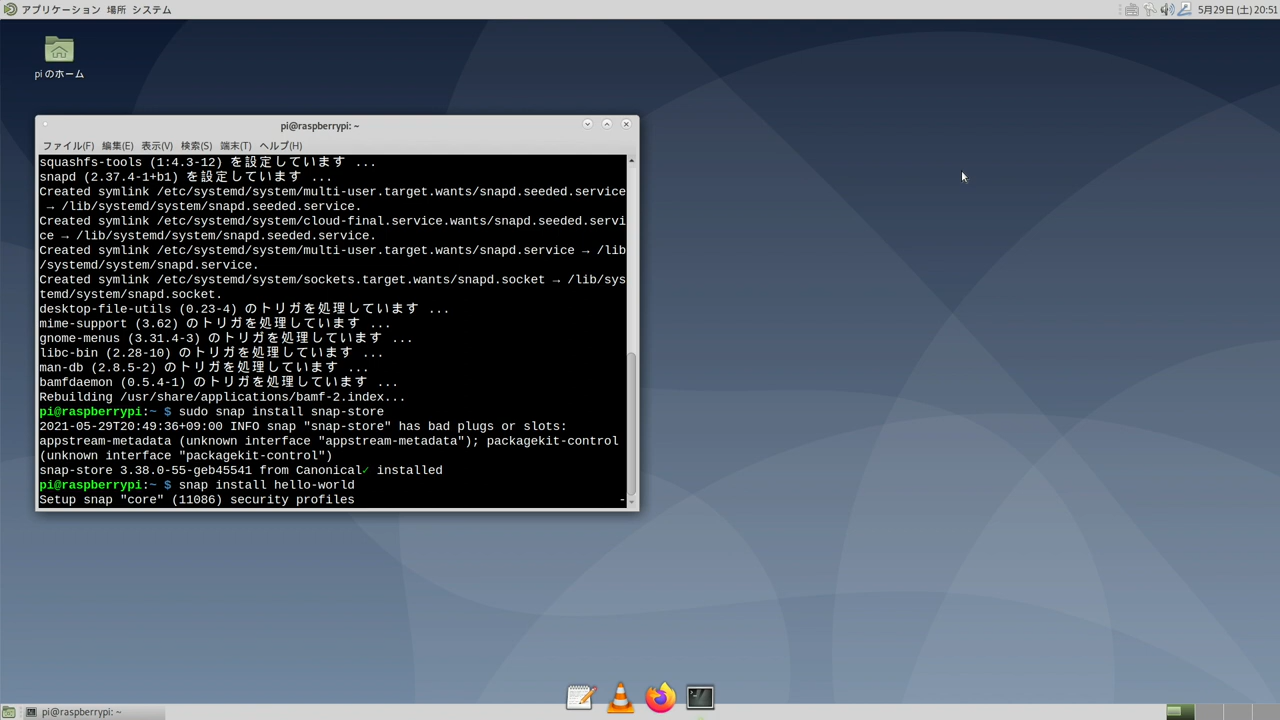 アプリケーション 場所 システム
5月29日 (土) 20:51
pi のホーム
pi@raspberrypi: ~
ファイル(F) 編集(E) 表示(V) 検索(S) 端末(T) ヘルプ(H)
squashfs-tools (1:4.3-12) を設定しています ...
snapd (2.37.4-1+b1) を設定しています ...
Created symlink /etc/systemd/system/multi-user.target.wants/snapd.seeded.service
→ /lib/systemd/system/snapd.seeded.service.
Created symlink /etc/systemd/system/cloud-final.service.wants/snapd.seeded.servi
ce → /lib/systemd/system/snapd.seeded.service.
Created symlink /etc/systemd/system/multi-user.target.wants/snapd.service → /lib
/systemd/system/snapd.service.
Created symlink /etc/systemd/system/sockets.target.wants/snapd.socket → /lib/sys
temd/system/snapd.socket.
desktop-file-utils (0.23-4) のトリガを処理しています ...
mime-support (3.62) のトリガを処理しています ...
gnome-menus (3.31.4-3) のトリガを処理しています ...
libc-bin (2.28-10) のトリガを処理しています ...
man-db (2.8.5-2) のトリガを処理しています ...
bamfdaemon (0.5.4-1) のトリガを処理しています ...
Rebuilding /usr/share/applications/bamf-2.index...
pi@raspberrypi:~ $ sudo snap install snap-store
2021-05-29T20:49:36+09:00 INFO snap "snap-store" has bad plugs or slots:
appstream-metadata (unknown interface "appstream-metadata"); packagekit-control
(unknown interface "packagekit-control")
snap-store 3.38.0-55-geb45541 from Canonical✓ installed
pi@raspberrypi:~ $ snap install hello-world
Setup snap "core" (11086) security profiles -
pi@raspberrypi: ~